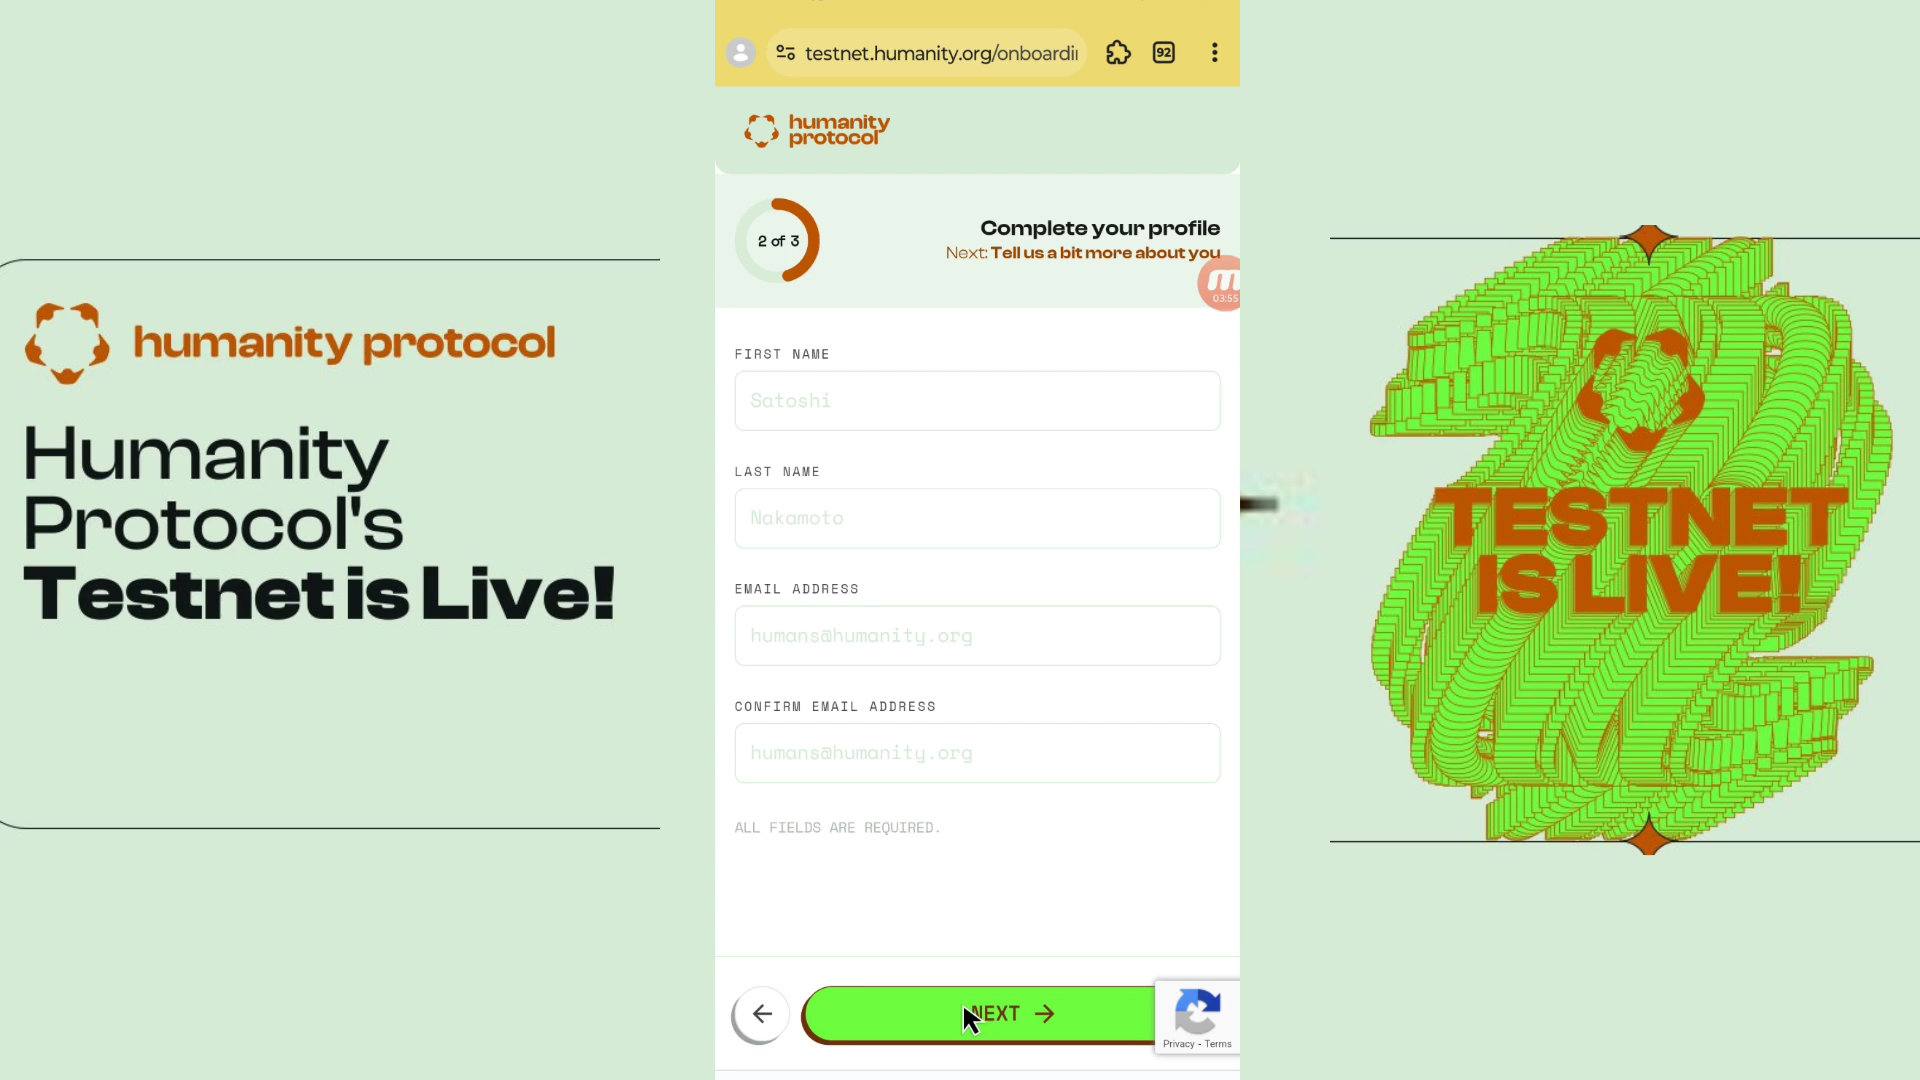 humanity protocol
Humanity
Protocol's
Testnet is Live!
testnet.humanity.org/onboardi
92
humanity
protocol
2 of 3
Complete your profile
Next: Tell us a bit more about you
03:55
FIRST NAME
Satoshi
LAST NAME
Nakamoto
EMAIL ADDRESS
humans@humanity.org
CONFIRM EMAIL ADDRESS
humans@humanity.org
ALL FIELDS ARE REQUIRED.
NEXT
Privacy - Terms
TESTNET
IS LIVE!